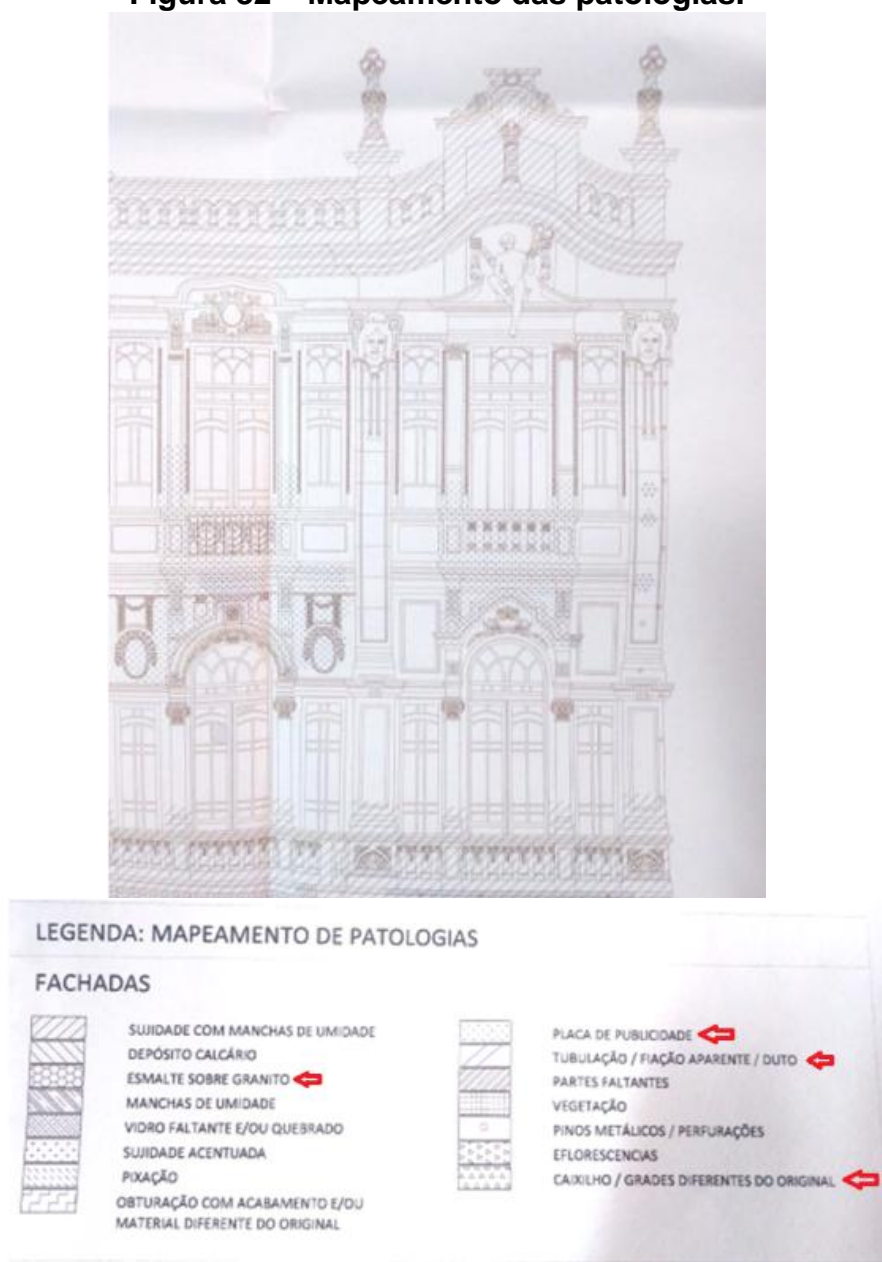 Figura 32 – Mapeamento das patologias.
LEGENDA: MAPEAMENTO DE PATOLOGIAS
FACHADAS
SUJIDADE COM MANCHAS DE UMIDADE
DEPÓSITO CALCÁRIO
ESMALTE SOBRE GRANITO
MANCHAS DE UMIDADE
VIDRO FALTANTE E/OU QUEBRADO
SUJIDADE ACENTUADA
PIXAÇÃO
OBTURAÇÃO COM ACABAMENTO E/OU
MATERIAL DIFERENTE DO ORIGINAL
PLACA DE PUBLICIDADE
TUBULAÇÃO / FIAÇÃO APARENTE / DUTO
PARTES FALTANTES
VEGETAÇÃO
PINOS METÁLICOS / PERFURAÇÕES
EFLORESCENCIAS
CAIXILHO / GRADES DIFERENTES DO ORIGINAL